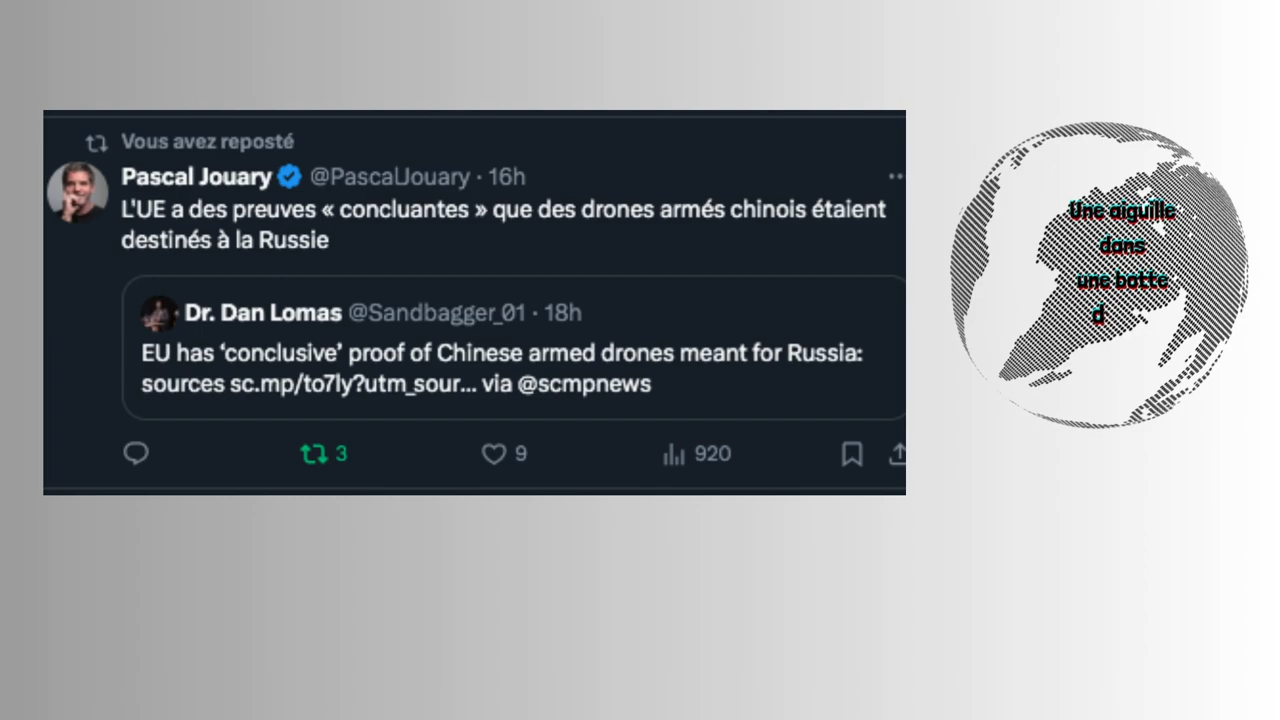 Vous avez reposté
Pascal Jouary @PascalJouary · 16h
L'UE a des preuves « concluantes » que des drones armés chinois étaient
destinés à la Russie
Dr. Dan Lomas @Sandbagger_01 · 18h
EU has ‘conclusive’ proof of Chinese armed drones meant for Russia:
sources sc.mp/to7ly?utm_sour... via @scmpnews
3 9 920
Une aiguille
dans
une botte
d